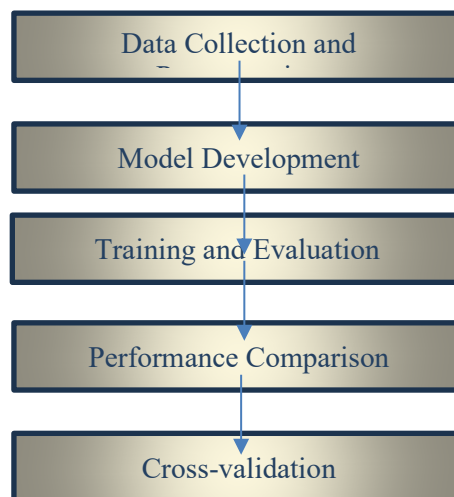 Data Collection and
Model Development
Training and Evaluation
Performance Comparison
Cross-validation